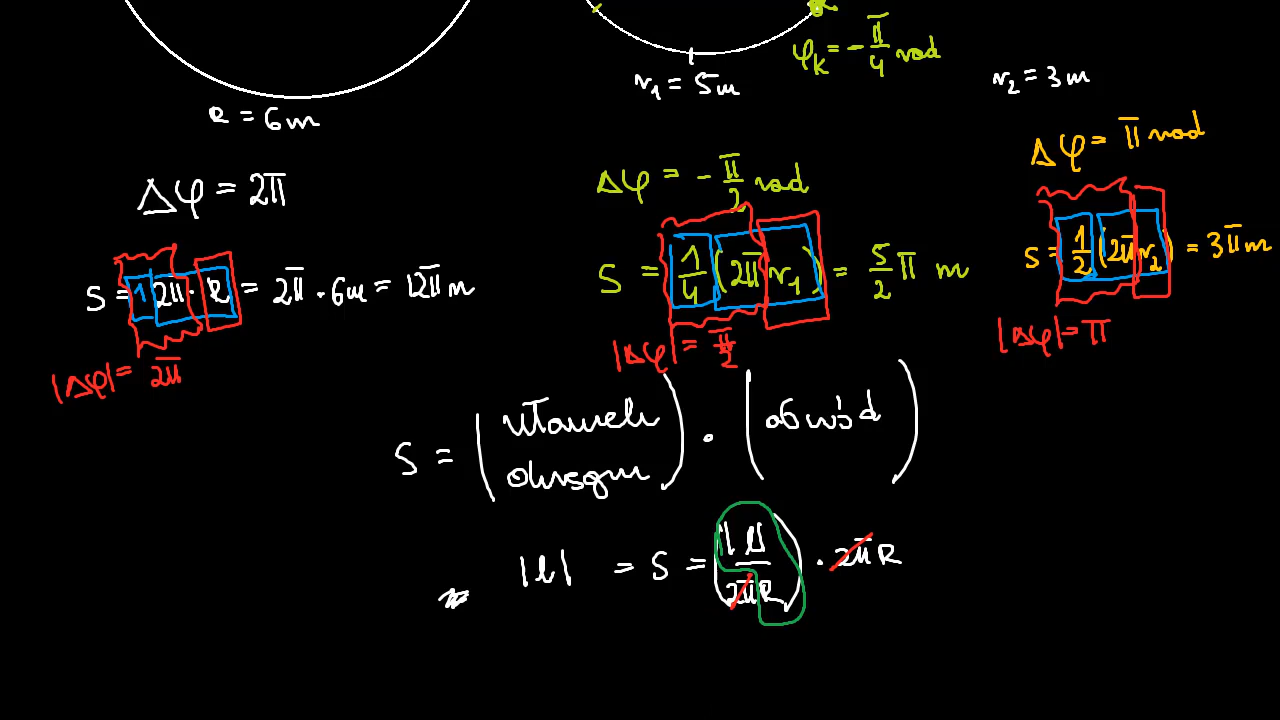 φₖ = - π/4 rad
r₁ = 5m
r₂ = 3m
R = 6m
Δφ = 2π
Δφ = - π/2 rad
Δφ = π rad
S = 1 2π · R = 2π · 6m = 12π m
S = 1/4 (2π r₁) = 5/2 π m
S = 1/2 (2π r₂) = 3π m
|Δφ| = 2π
|Δφ| = π/2
|Δφ| = π
S = (ułamek okręgu) · (obwód)
|l| = S = (|l|/2πR) · 2πR